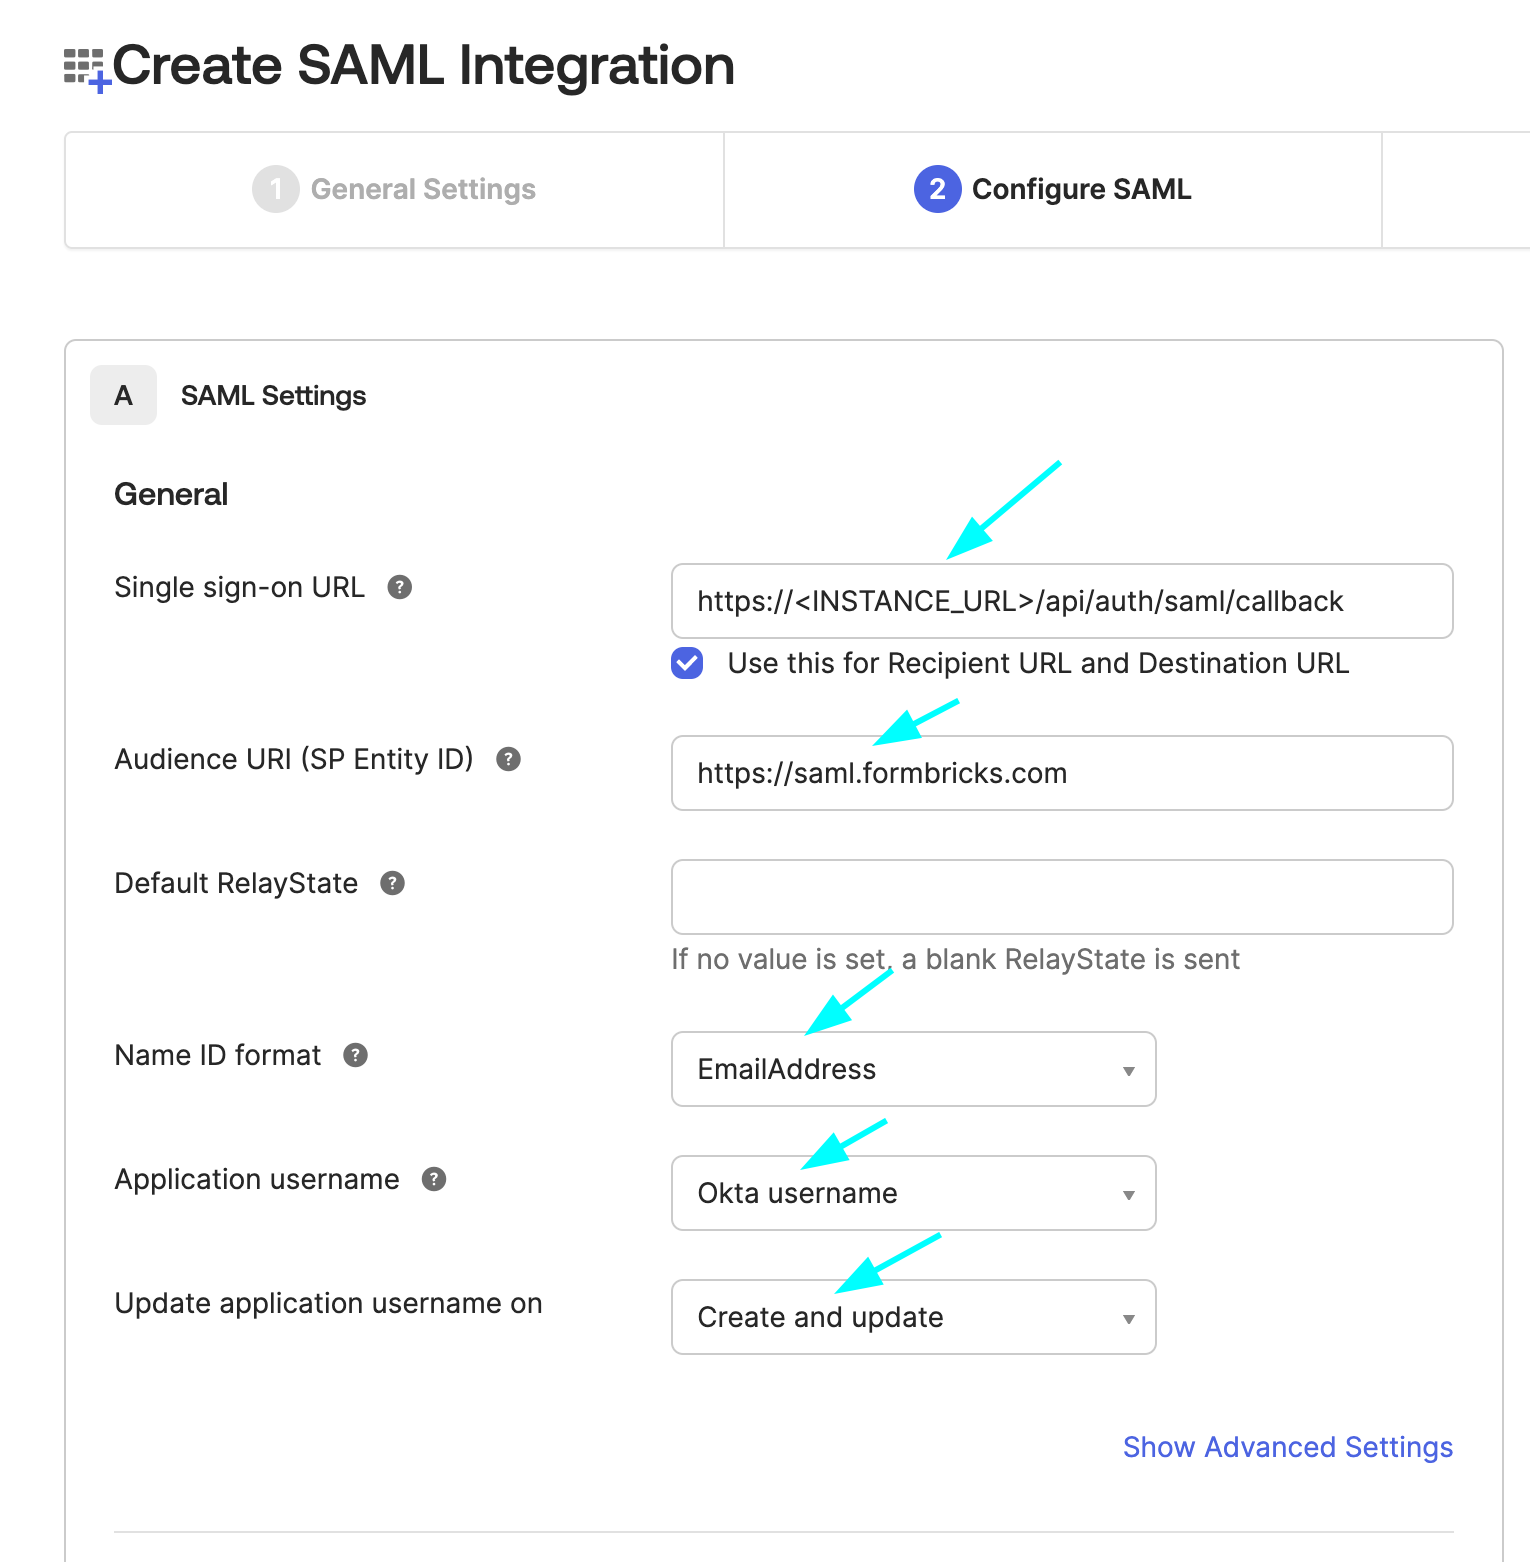 Create SAML Integration
1 General Settings
2 Configure SAML
A SAML Settings
General
Single sign-on URL ?
https://<INSTANCE_URL>/api/auth/saml/callback
Use this for Recipient URL and Destination URL
Audience URI (SP Entity ID) ?
https://saml.formbricks.com
Default RelayState ?
If no value is set, a blank RelayState is sent
Name ID format ?
EmailAddress
Application username ?
Okta username
Update application username on
Create and update
Show Advanced Settings